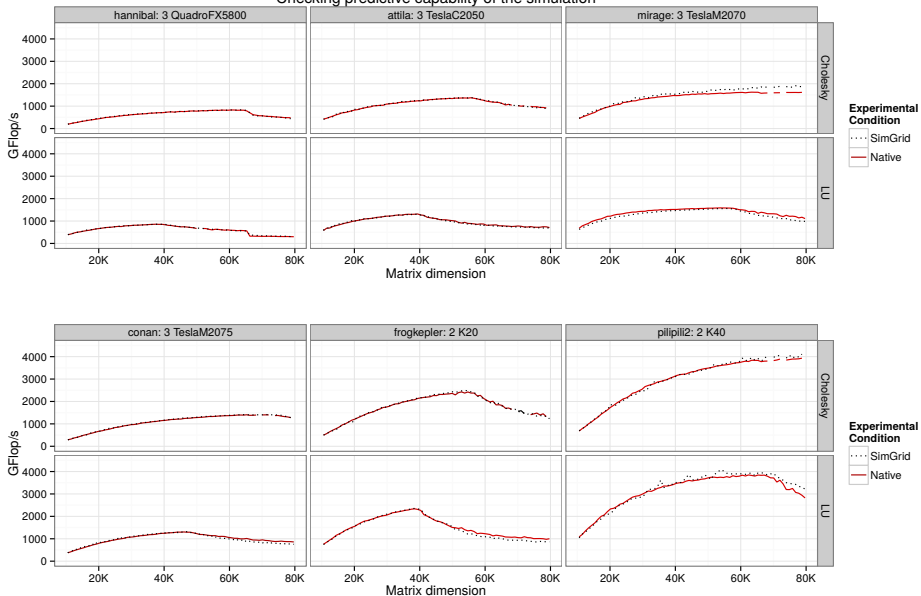 Checking predictive capability of the simulation
hannibal: 3 QuadroFX5800
attila: 3 TeslaC2050
mirage: 3 TeslaM2070
4000
3000
2000
1000
0
Cholesky
4000
3000
2000
1000
0
LU
GFlop/s
20K 40K 60K 80K
20K 40K 60K 80K
20K 40K 60K 80K
Matrix dimension
Experimental
Condition
SimGrid
Native
conan: 3 TeslaM2075
frogkepler: 2 K20
pilipili2: 2 K40
4000
3000
2000
1000
0
Cholesky
4000
3000
2000
1000
0
LU
GFlop/s
20K 40K 60K 80K
20K 40K 60K 80K
20K 40K 60K 80K
Matrix dimension
Experimental
Condition
SimGrid
Native